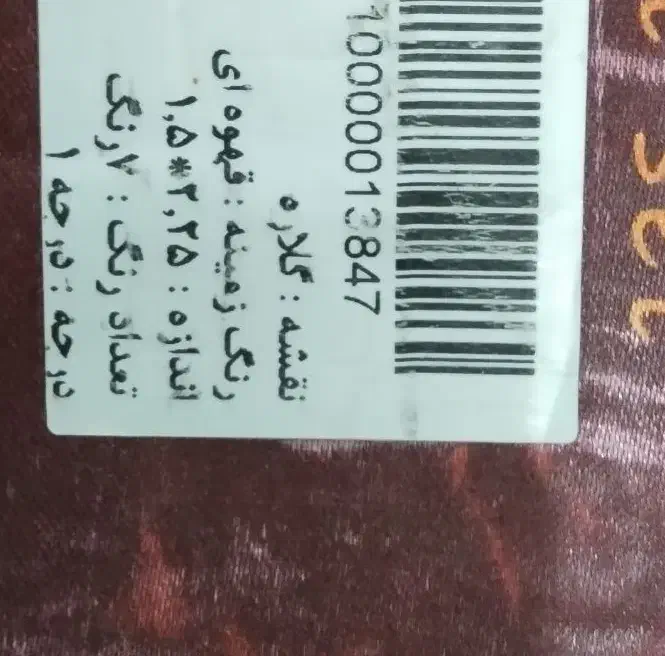 10000013847
نقشه : گلاره
رنگ زمینه : قهوه ای
اندازه : ۲,۲۵*۱,۵
تعداد رنگ : ۷ رنگ
درجه : درجه ۱